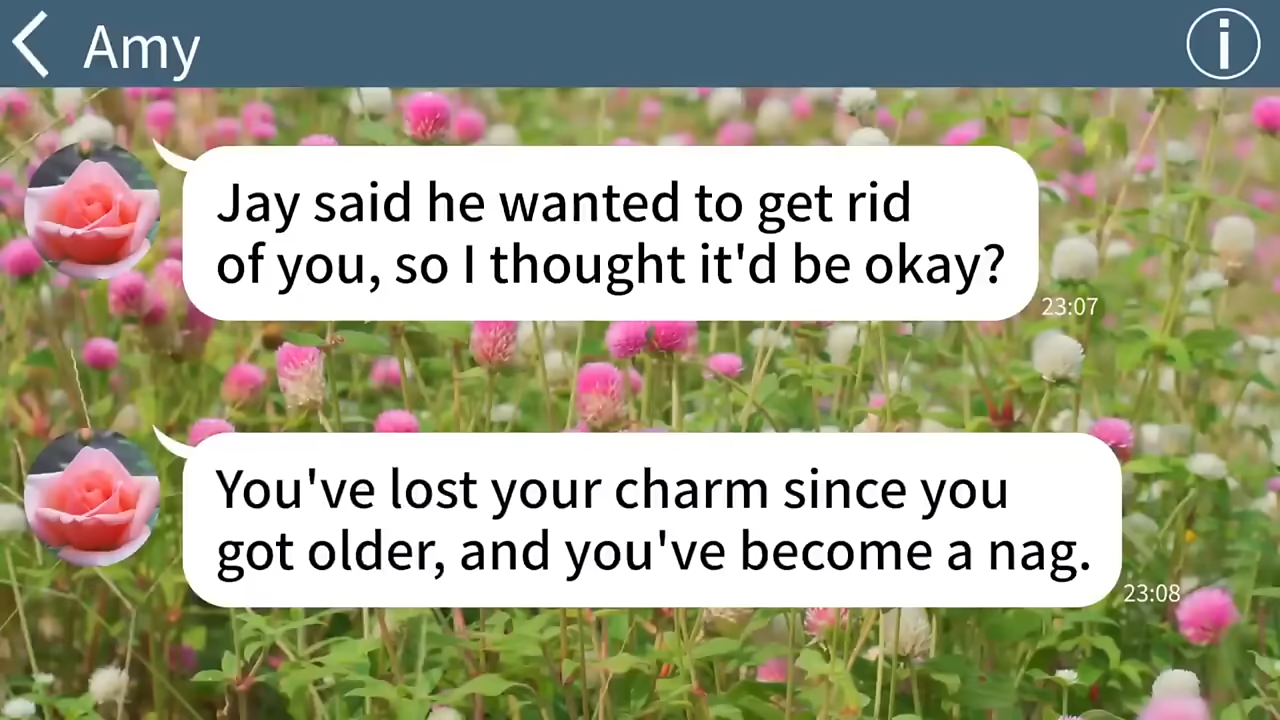 Amy
Jay said he wanted to get rid
of you, so I thought it'd be okay?
23:07
You've lost your charm since you
got older, and you've become a nag.
23:08